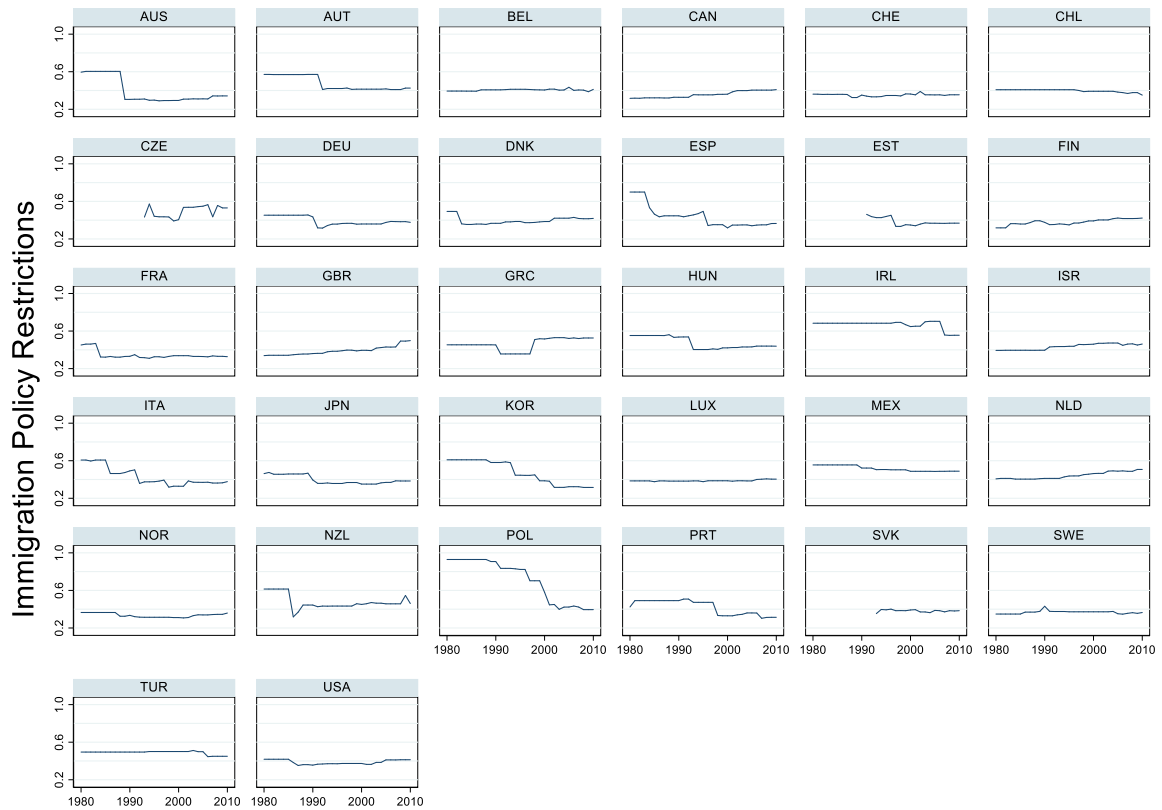 Immigration Policy Restrictions
AUS AUT BEL CAN CHE CHL
1.0
0.6
0.2
CZE DEU DNK ESP EST FIN
1.0
0.6
0.2
FRA GBR GRC HUN IRL ISR
1.0
0.6
0.2
ITA JPN KOR LUX MEX NLD
1.0
0.6
0.2
NOR NZL POL PRT SVK SWE
1.0
0.6
0.2
1980 1990 2000 2010 1980 1990 2000 2010 1980 1990 2000 2010 1980 1990 2000 2010
TUR USA
1.0
0.6
0.2
1980 1990 2000 2010 1980 1990 2000 2010